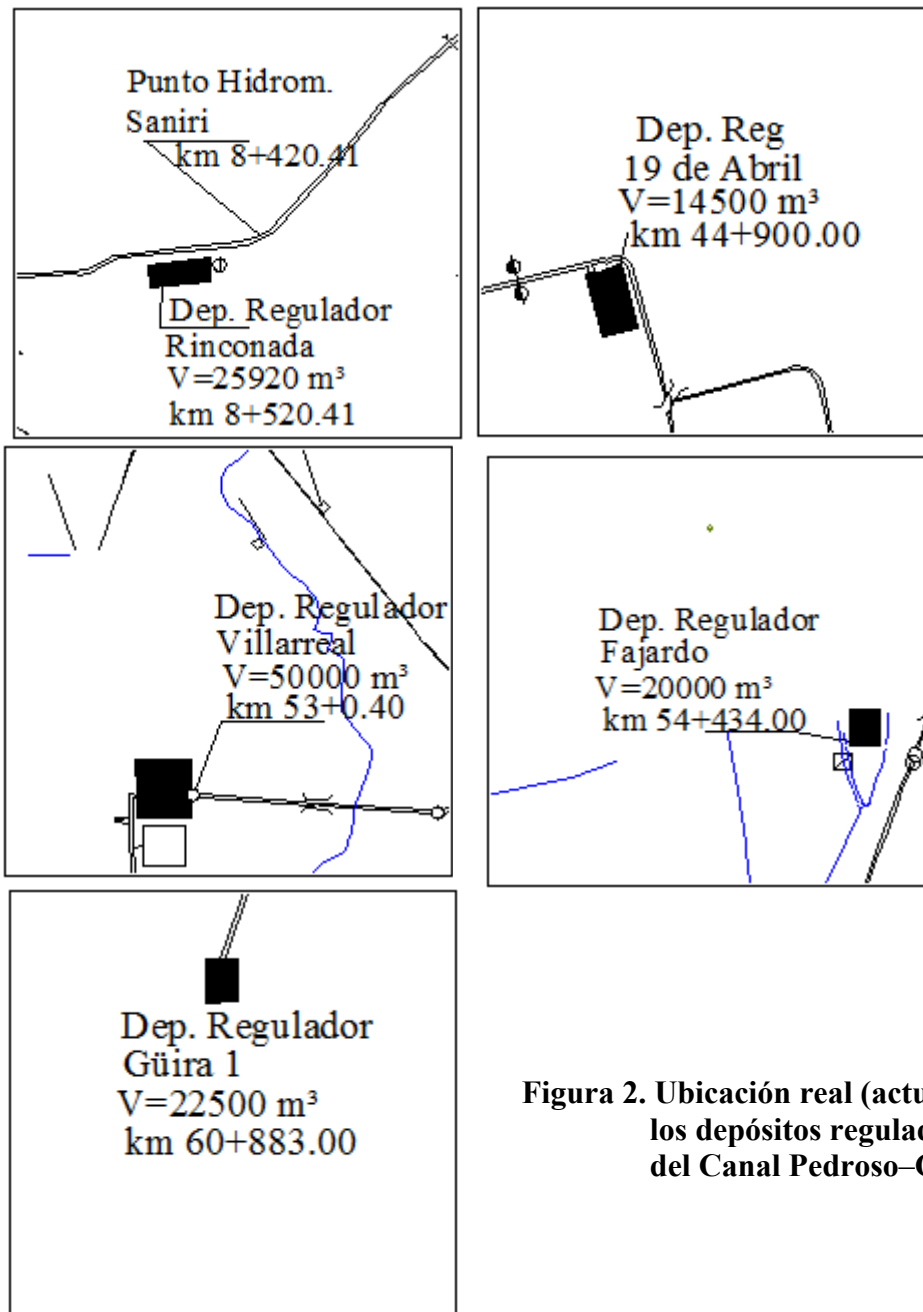 Punto Hidrom.
Saniri
km 8+420.41
Dep. Regulador
Rinconada
V=25920 m³
km 8+520.41
Dep. Reg
19 de Abril
V=14500 m³
km 44+900.00
Dep. Regulador
Villarreal
V=50000 m³
km 53+0.40
Dep. Regulador
Fajardo
V=20000 m³
km 54+434.00
Dep. Regulador
Güira 1
V=22500 m³
km 60+883.00
Figura 2. Ubicación real
los depósitos
del Canal Pedroso–